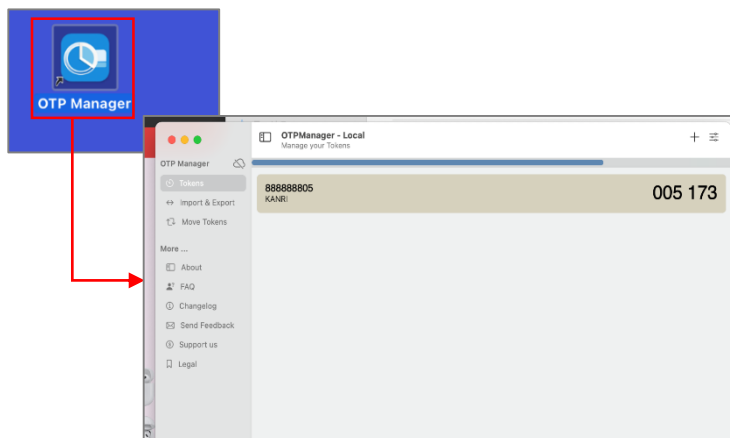 OTP Manager
OTPManager - Local
Manage your Tokens
OTP Manager
Tokens
Import & Export
Move Tokens
More ...
About
FAQ
Changelog
Send Feedback
Support us
Legal
888888805
KANRI
005 173